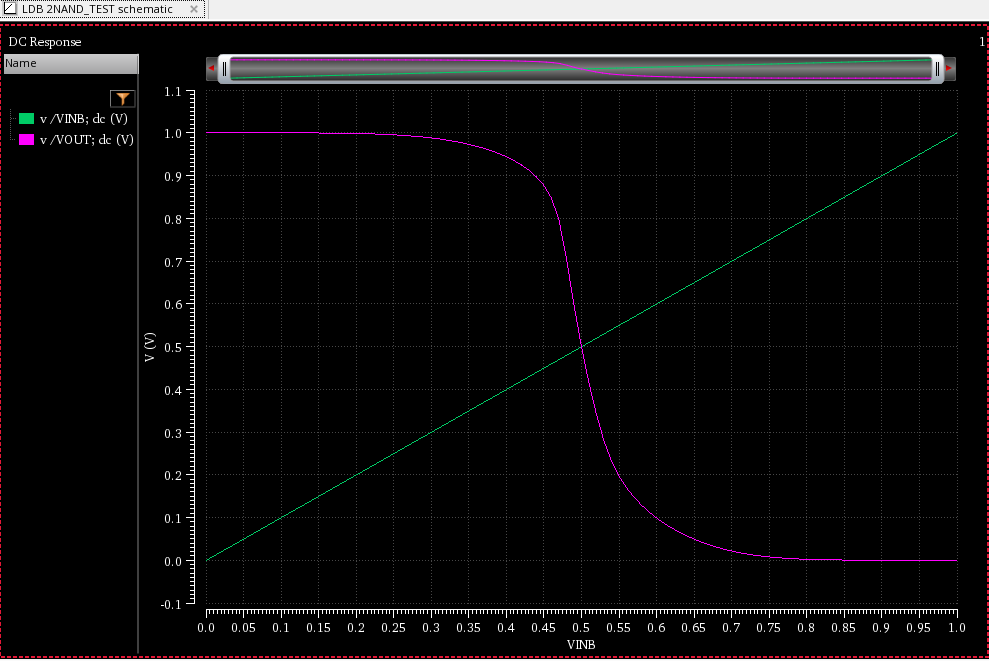 LDB 2NAND_TEST schematic
DC Response
1
Name
v /VINB; dc (V)
v /VOUT; dc (V)
V (V)
1.1
1.0
0.9
0.8
0.7
0.6
0.5
0.4
0.3
0.2
0.1
0.0
-0.1
0.0 0.05 0.1 0.15 0.2 0.25 0.3 0.35 0.4 0.45 0.5 0.55 0.6 0.65 0.7 0.75 0.8 0.85 0.9 0.95 1.0
VINB